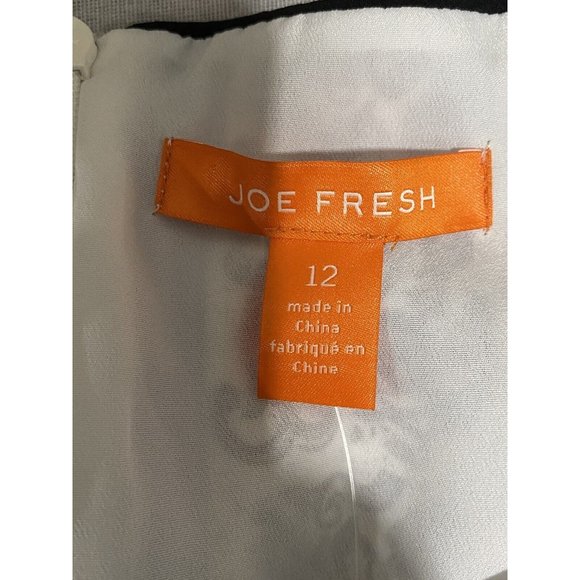 JOE FRESH
12
made in
China
fabriqué en
Chine